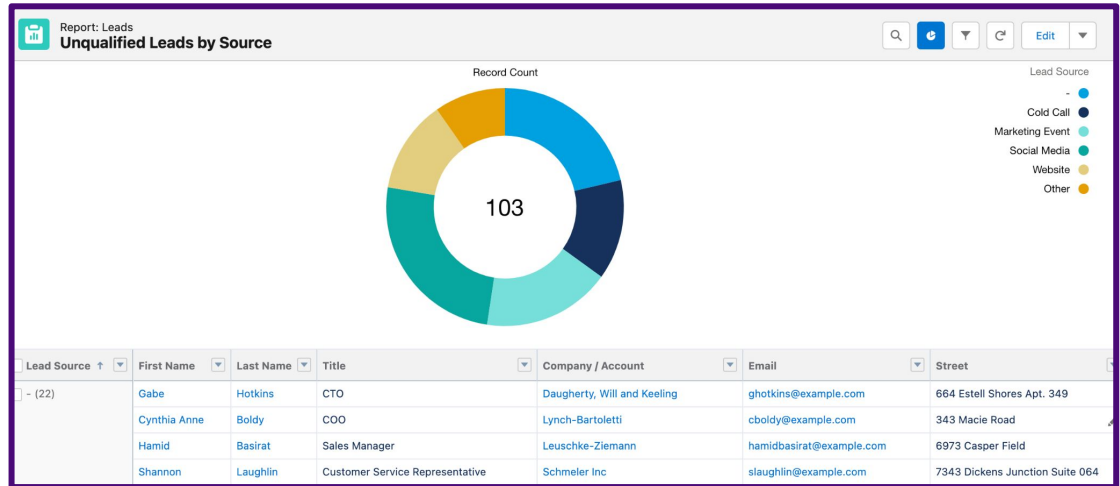 Report: Leads
Unqualified Leads by Source
Edit
Record Count
103
Lead Source
-
Cold Call
Marketing Event
Social Media
Website
Other
Lead Source ↑ First Name Last Name Title Company / Account Email Street
- (22) Gabe Hotkins CTO Daugherty, Will and Keeling ghotkins@example.com 664 Estell Shores Apt. 349
Cynthia Anne Boldy COO Lynch-Bartoletti cboldy@example.com 343 Macie Road
Hamid Basirat Sales Manager Leuschke-Ziemann hamidbasirat@example.com 6973 Casper Field
Shannon Laughlin Customer Service Representative Schmeler Inc slaughlin@example.com 7343 Dickens Junction Suite 064